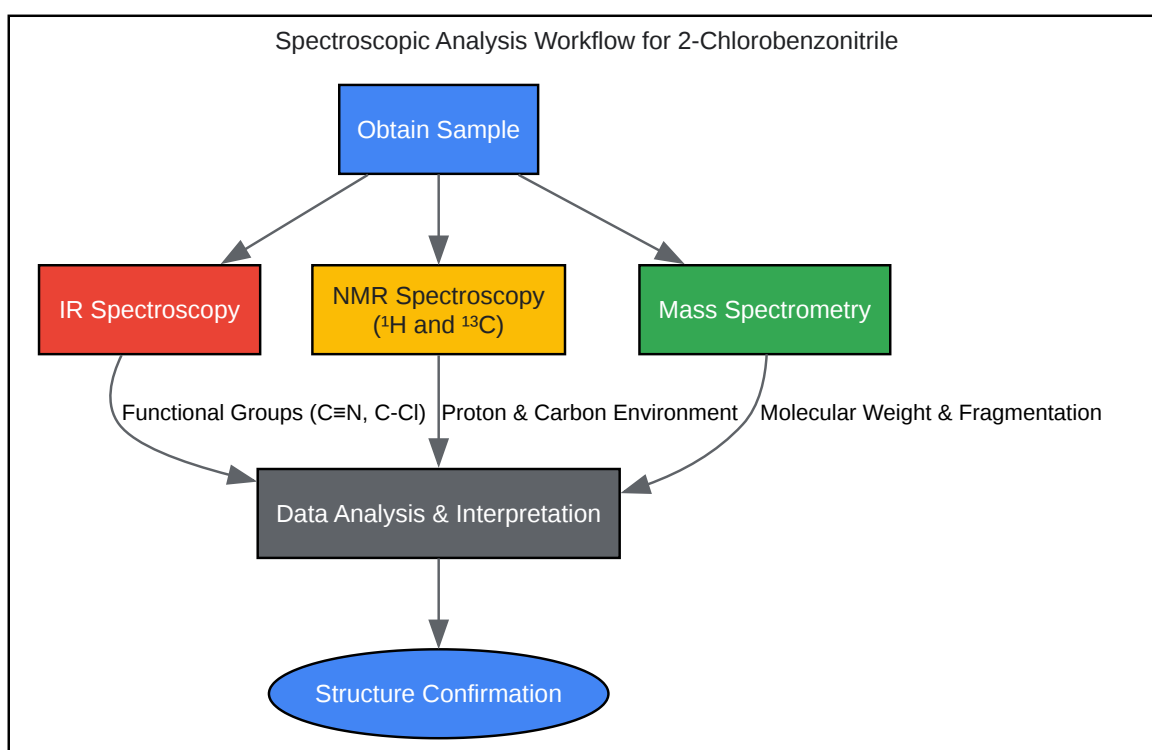 Spectroscopic Analysis Workflow for 2-Chlorobenzonitrile
Obtain Sample
IR Spectroscopy
NMR Spectroscopy
(¹H and ¹³C)
Mass Spectrometry
Functional Groups (C≡N, C-Cl)
Proton & Carbon Environment
Molecular Weight & Fragmentation
Data Analysis & Interpretation
Structure Confirmation